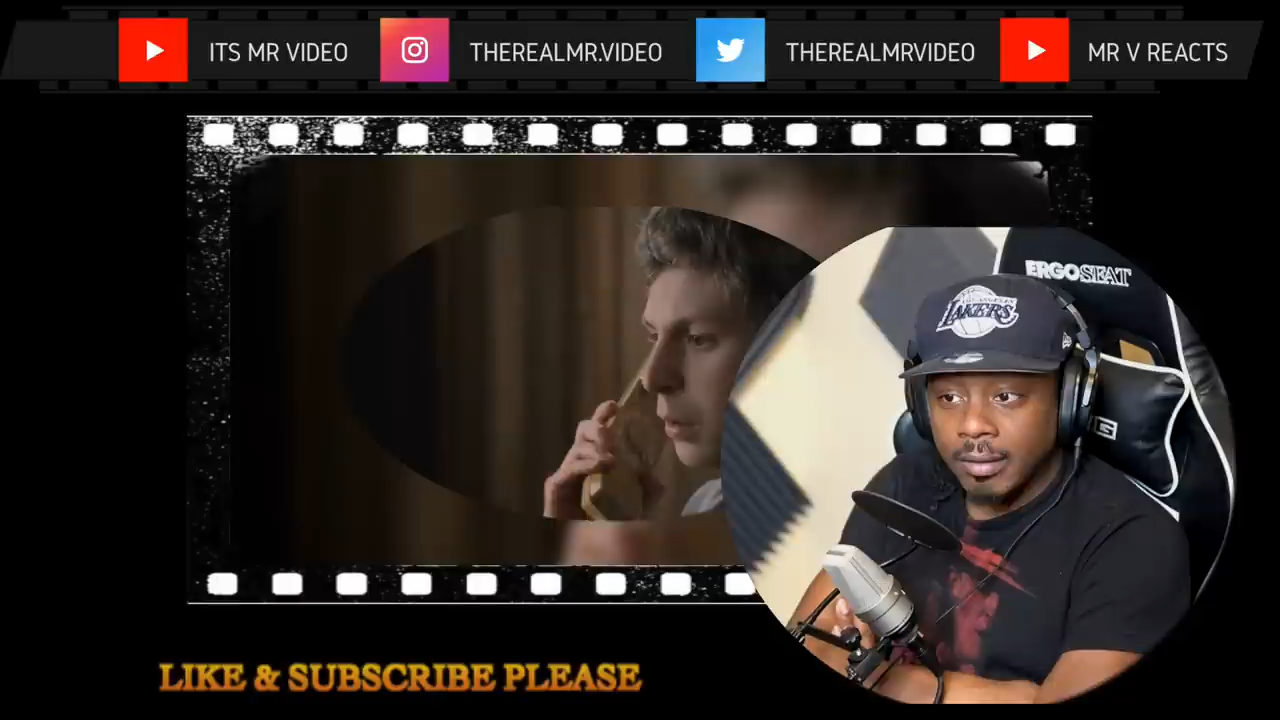 ITS MR VIDEO
THEREALMR.VIDEO
THEREALMRVIDEO
MR V REACTS
ERGOSEAT
LAKERS
LIKE & SUBSCRIBE PLEASE